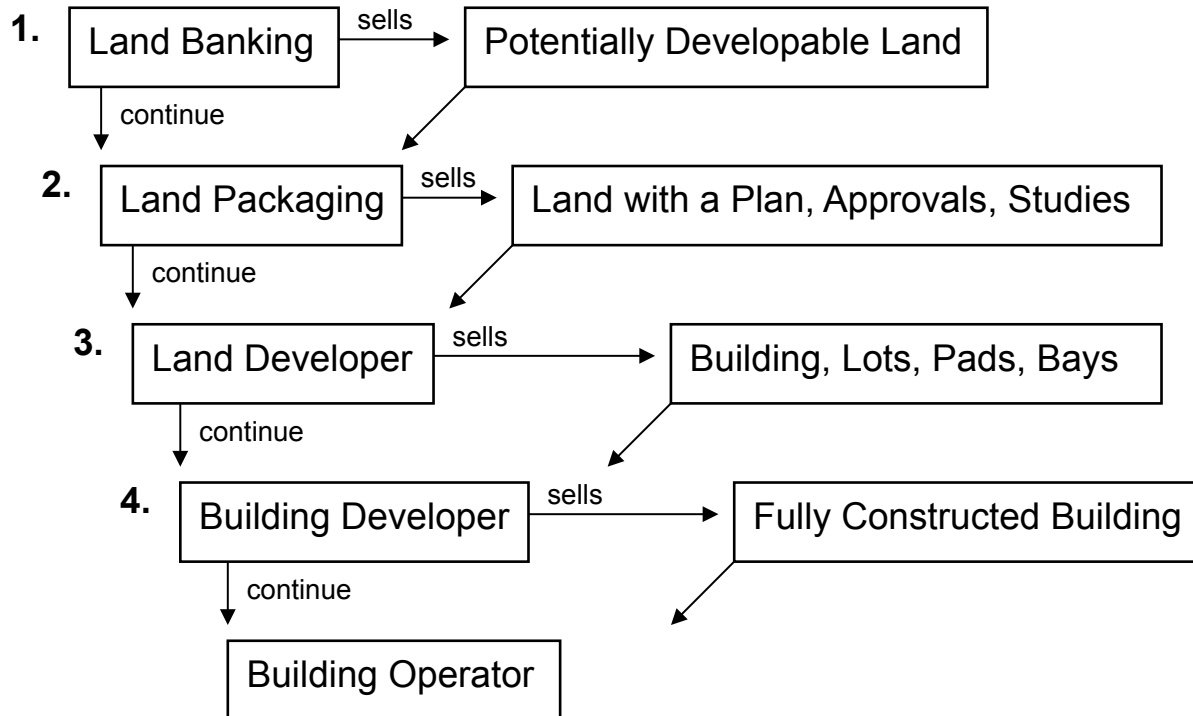 1.
Land Banking
sells
Potentially Developable Land
continue
2.
Land Packaging
sells
Land with a Plan, Approvals, Studies
continue
3.
Land Developer
sells
Building, Lots, Pads, Bays
continue
4.
Building Developer
sells
Fully Constructed Building
continue
Building Operator